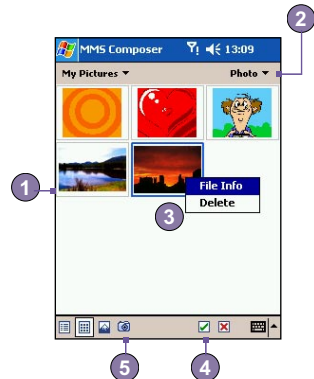 2
MMS Composer 13:09
My Pictures Photo
1
File Info
3
Delete
5 4